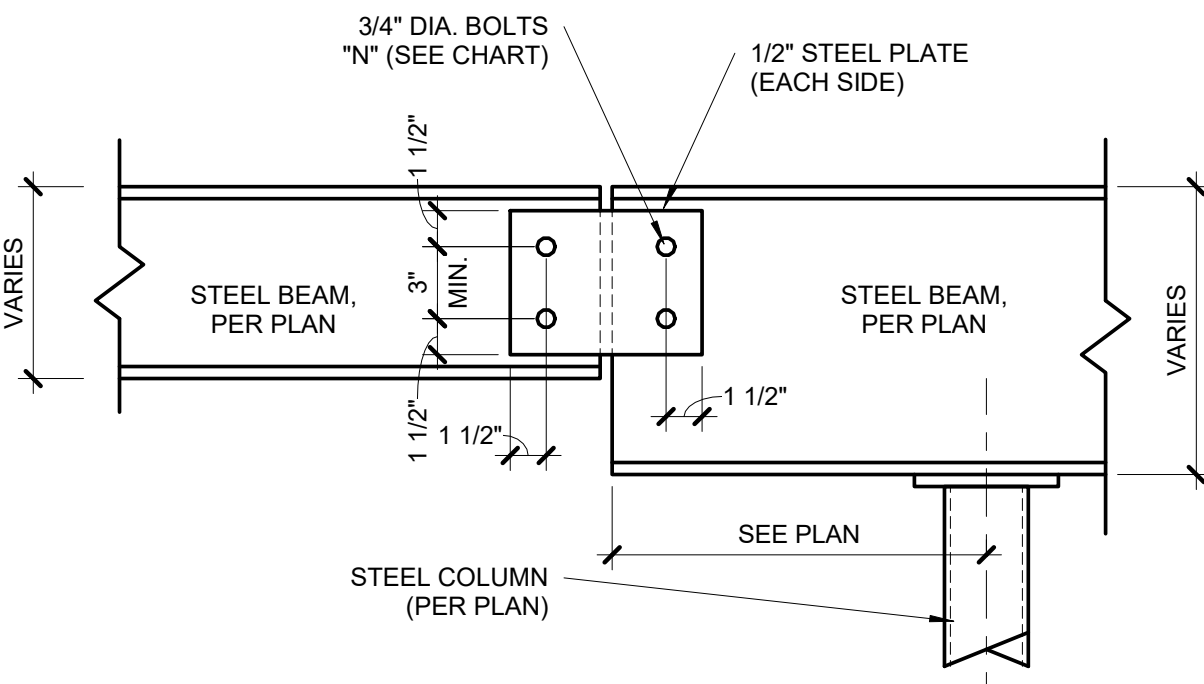 3/4" DIA. BOLTS
"N" (SEE CHART)
1/2" STEEL PLATE
(EACH SIDE)
1 1/2"
VARIES
3"
MIN.
STEEL BEAM,
PER PLAN
STEEL BEAM,
PER PLAN
VARIES
1 1/2"
1 1/2"
1 1/2"
SEE PLAN
STEEL COLUMN
(PER PLAN)